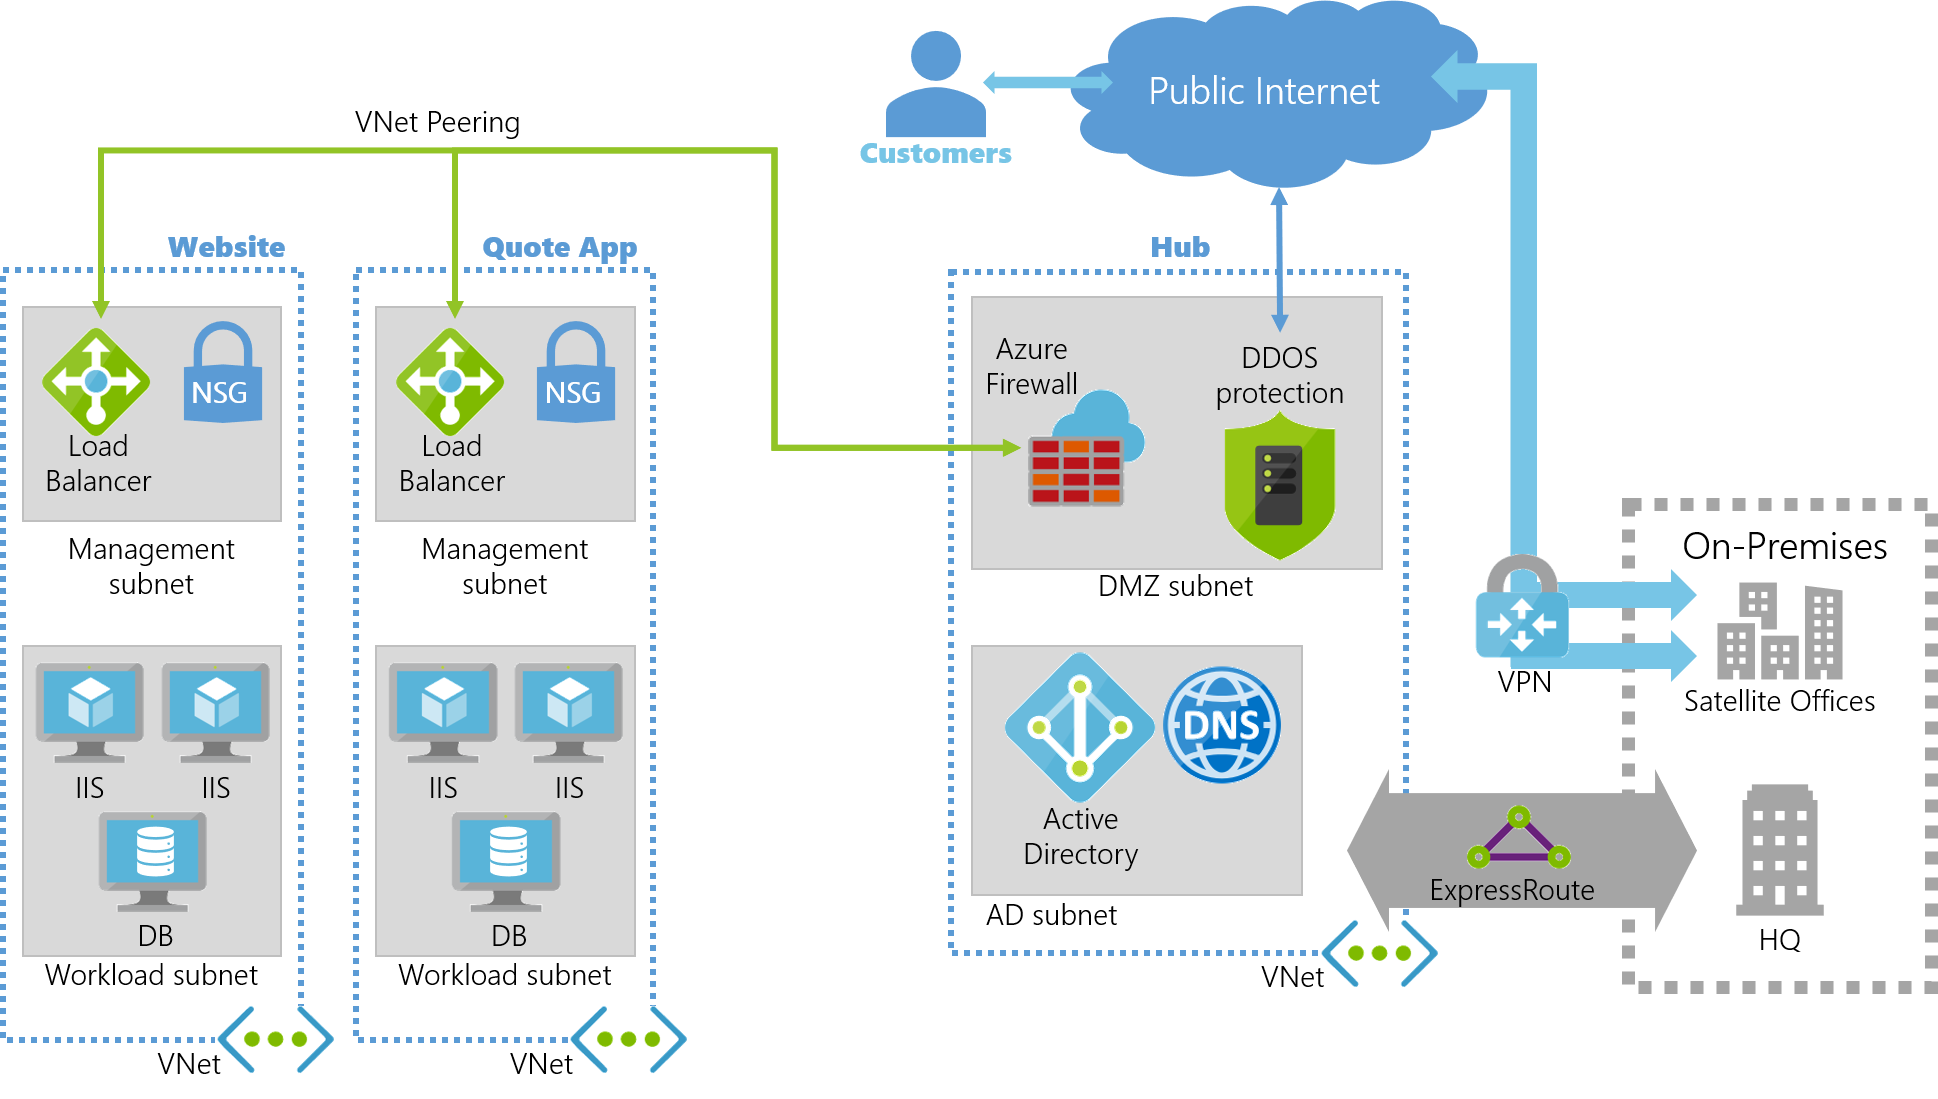 Public Internet
Customers
VNet Peering
Website
Quote App
Hub
NSG
Load
Balancer
Management
subnet
NSG
Load
Balancer
Management
subnet
Azure
Firewall
DDOS
protection
DMZ subnet
On-Premises
VPN
Satellite Offices
IIS
IIS
DB
Workload subnet
VNet
IIS
IIS
DB
Workload subnet
VNet
DNS
Active
Directory
AD subnet
VNet
ExpressRoute
HQ